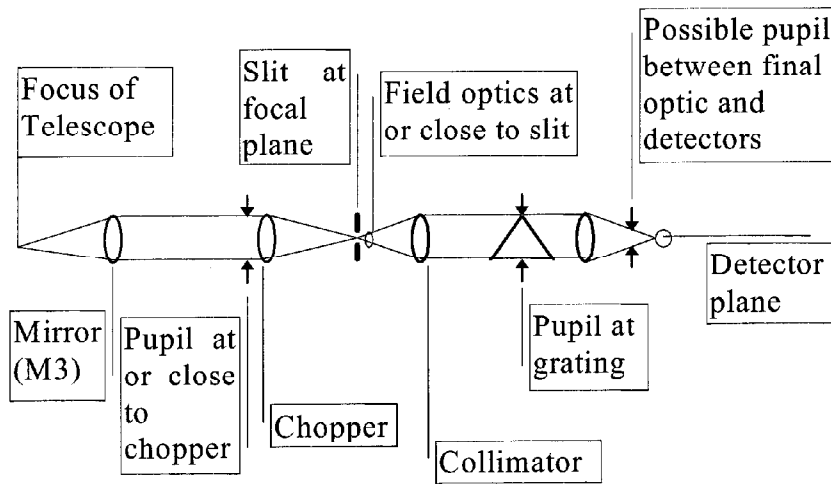 Focus of
Telescope
Slit at
focal
plane
Field optics at
or close to slit
Possible pupil
between final
optic and
detectors
Mirror
(M3)
Pupil at
or close
to
chopper
Chopper
Collimator
Pupil at
grating
Detector
plane